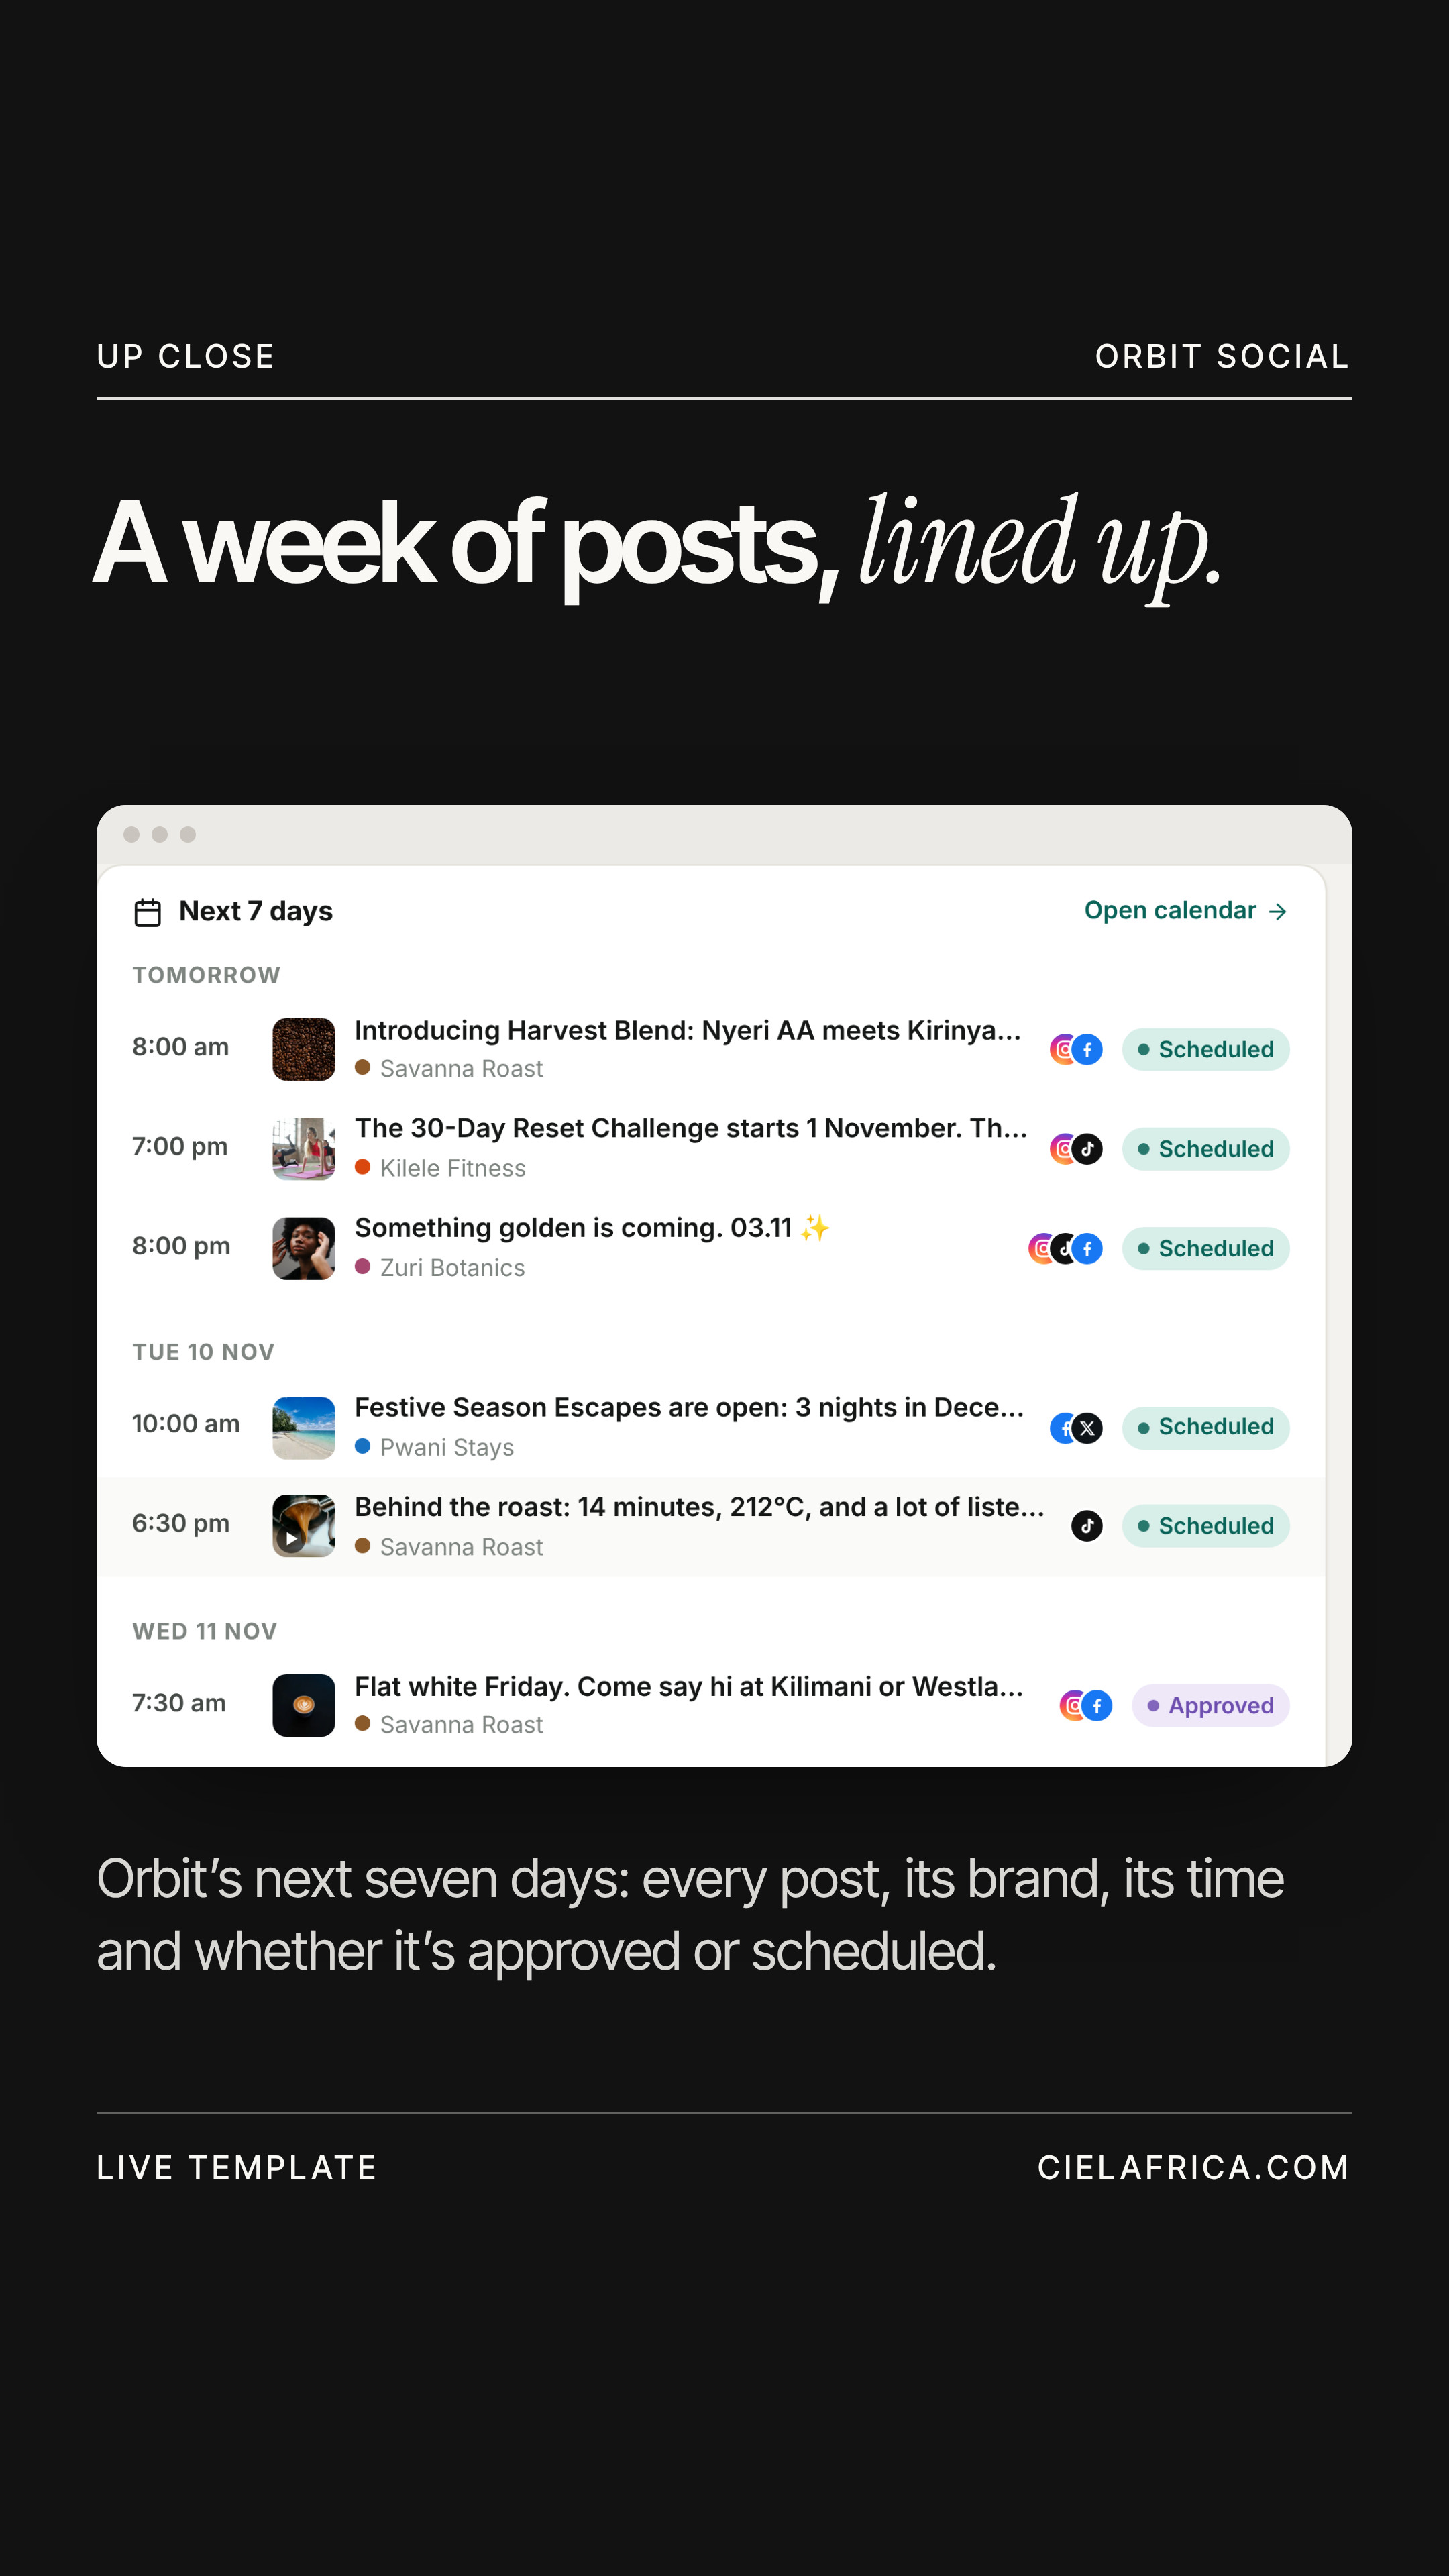 UP CLOSE
ORBIT SOCIAL
A week of posts, lined up.
Next 7 days
Open calendar →
TOMORROW
8:00 am
Introducing Harvest Blend: Nyeri AA meets Kirinya...
Savanna Roast
Scheduled
7:00 pm
The 30-Day Reset Challenge starts 1 November. Th...
Kilele Fitness
Scheduled
8:00 pm
Something golden is coming. 03.11 ✨
Zuri Botanics
Scheduled
TUE 10 NOV
10:00 am
Festive Season Escapes are open: 3 nights in Dece...
Pwani Stays
Scheduled
6:30 pm
Behind the roast: 14 minutes, 212°C, and a lot of liste...
Savanna Roast
Scheduled
WED 11 NOV
7:30 am
Flat white Friday. Come say hi at Kilimani or Westla...
Savanna Roast
Approved
Orbit’s next seven days: every post, its brand, its time
and whether it’s approved or scheduled.
LIVE TEMPLATE
CIELAFRICA.COM